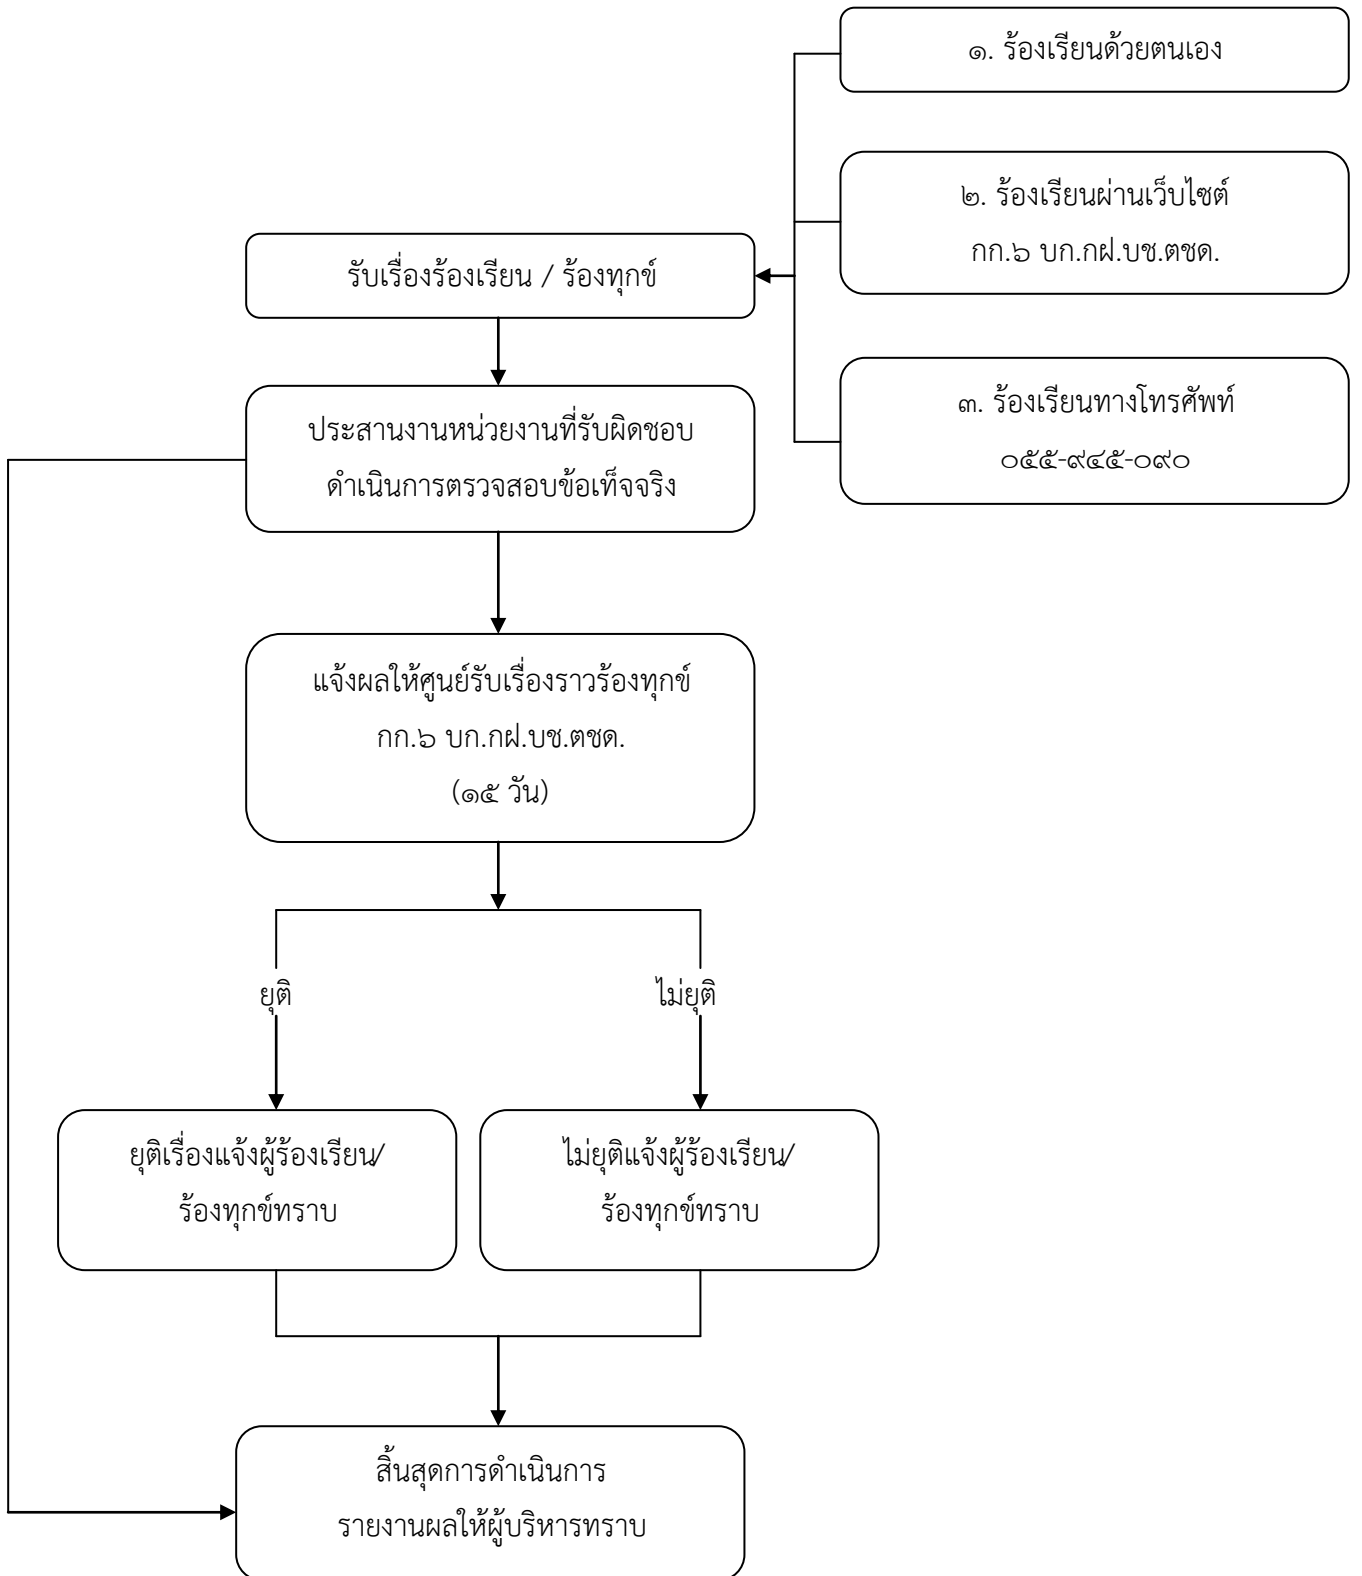 ๑. ร้องเรียนด้วยตนเอง
๒. ร้องเรียนผ่านเว็บไซต์
กก.๖ บก.กฝ.บช.ตชด.
๓. ร้องเรียนทางโทรศัพท์
๐๕๕-๙๔๕-๐๙๐
รับเรื่องร้องเรียน / ร้องทุกข์
ประสานงานหน่วยงานที่รับผิดชอบ
ดำเนินการตรวจสอบข้อเท็จจริง
แจ้งผลให้ศูนย์รับเรื่องราวร้องทุกข์
กก.๖ บก.กฝ.บช.ตชด.
(๑๕ วัน)
ยุติ
ไม่ยุติ
ยุติเรื่องแจ้งผู้ร้องเรียน/
ร้องทุกข์ทราบ
ไม่ยุติแจ้งผู้ร้องเรียน/
ร้องทุกข์ทราบ
สิ้นสุดการดำเนินการ
รายงานผลให้ผู้บริหารทราบ